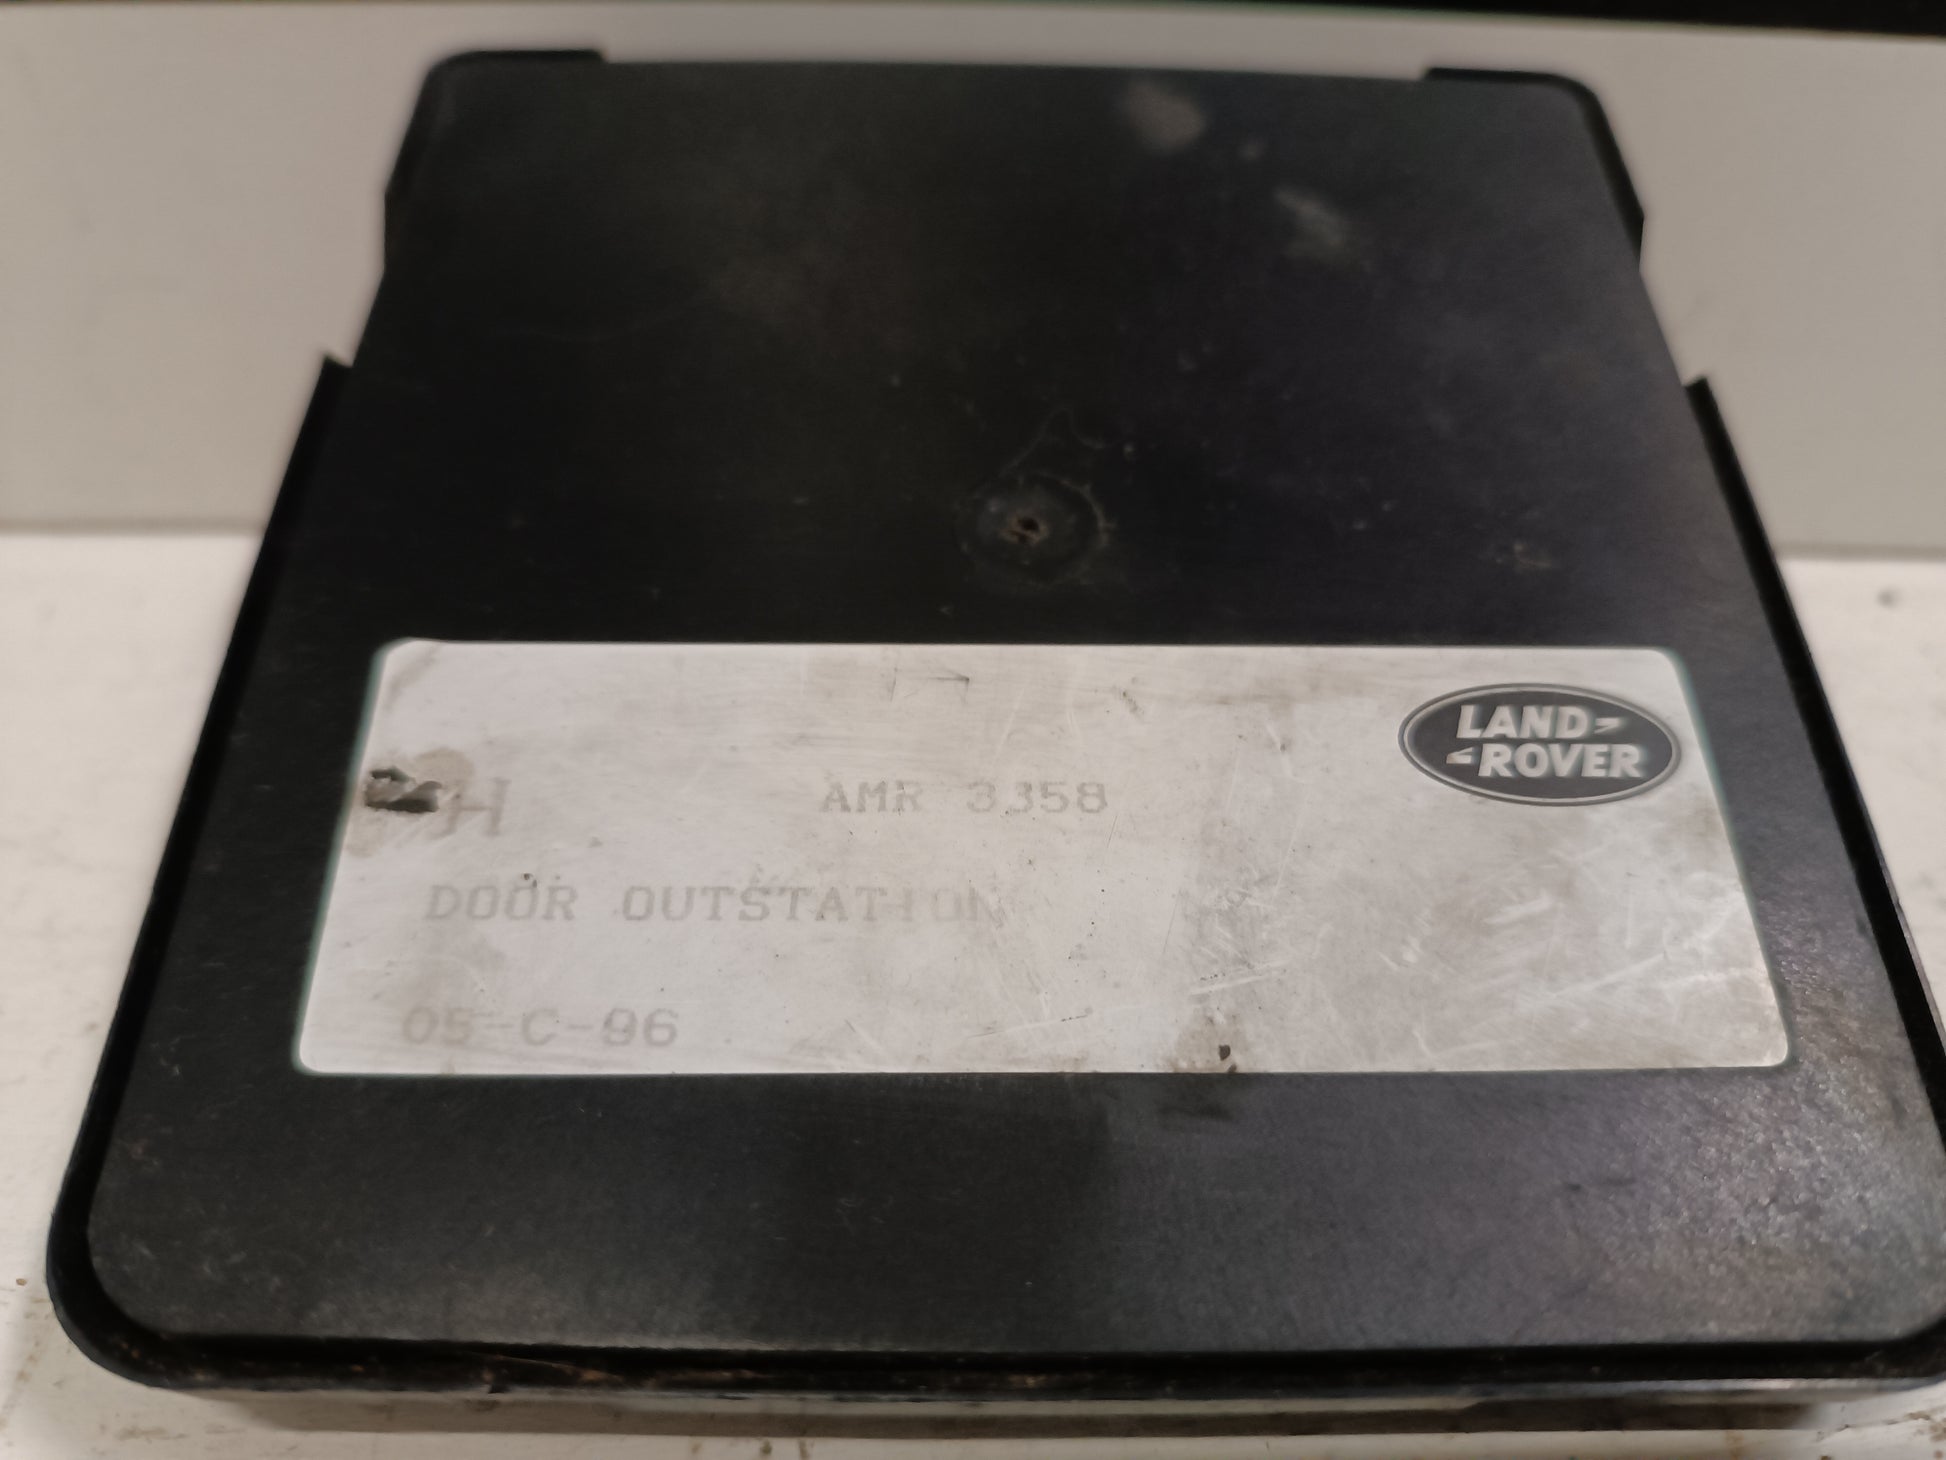 LAND
ROVER
H AMR 3358
DOOR OUTSTATION
05-C-96